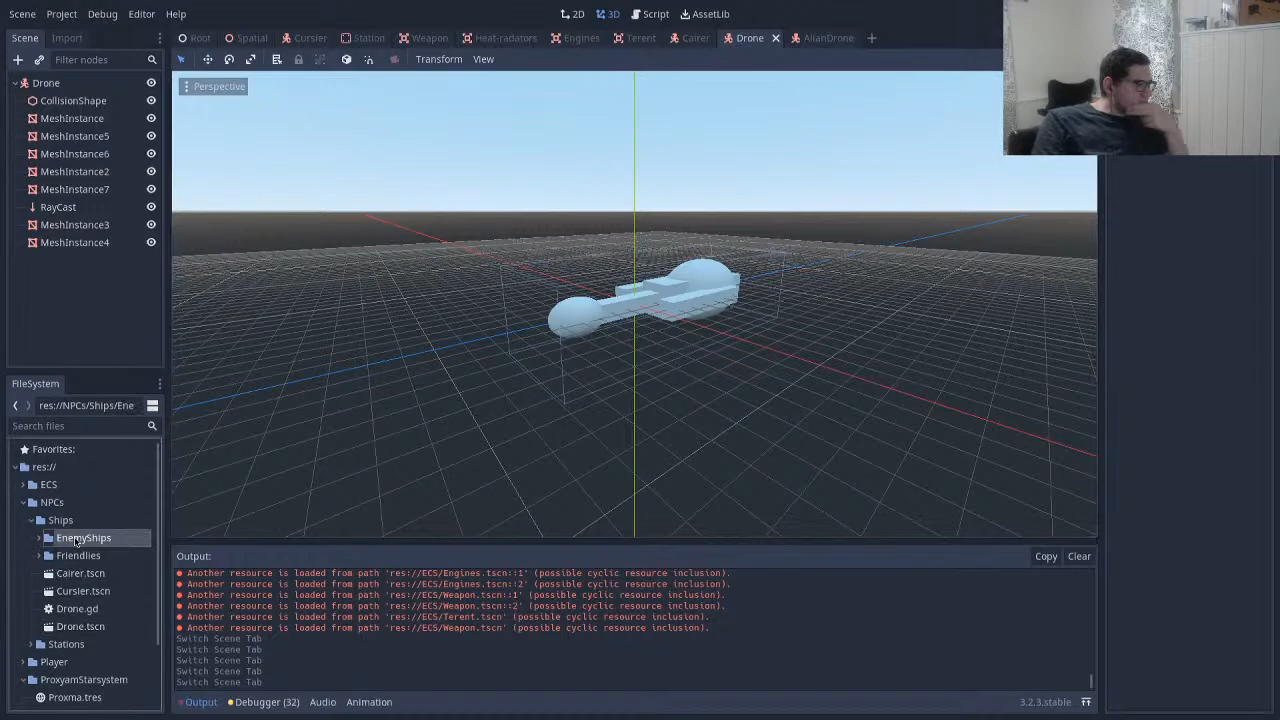 Scene Project Debug Editor Help 2D 3D Script AssetLib
Scene Import Root Spatial Cursier Station Weapon Heat-radators Engines Terent Cairer Drone AlianDrone
Filter nodes Transform View
Perspective
Drone
CollisionShape
MeshInstance
MeshInstance5
MeshInstance6
MeshInstance2
MeshInstance7
RayCast
MeshInstance3
MeshInstance4
FileSystem
res://NPCs/Ships/Ene
Search files
Favorites:
res://
ECS
NPCs
Ships
EnemyShips
Friendlies
Cairer.tscn
Cursier.tscn
Drone.gd
Drone.tscn
Stations
Player
ProxyamStarsystem
Proxma.tres
Output: Copy Clear
Another resource is loaded from path 'res://ECS/Engines.tscn::1' (possible cyclic resource inclusion).
Another resource is loaded from path 'res://ECS/Engines.tscn::2' (possible cyclic resource inclusion).
Another resource is loaded from path 'res://ECS/Weapon.tscn::1' (possible cyclic resource inclusion).
Another resource is loaded from path 'res://ECS/Weapon.tscn::2' (possible cyclic resource inclusion).
Another resource is loaded from path 'res://ECS/Terent.tscn' (possible cyclic resource inclusion).
Another resource is loaded from path 'res://ECS/Weapon.tscn' (possible cyclic resource inclusion).
Switch Scene Tab
Switch Scene Tab
Switch Scene Tab
Switch Scene Tab
Switch Scene Tab
Output Debugger (32) Audio Animation 3.2.3.stable